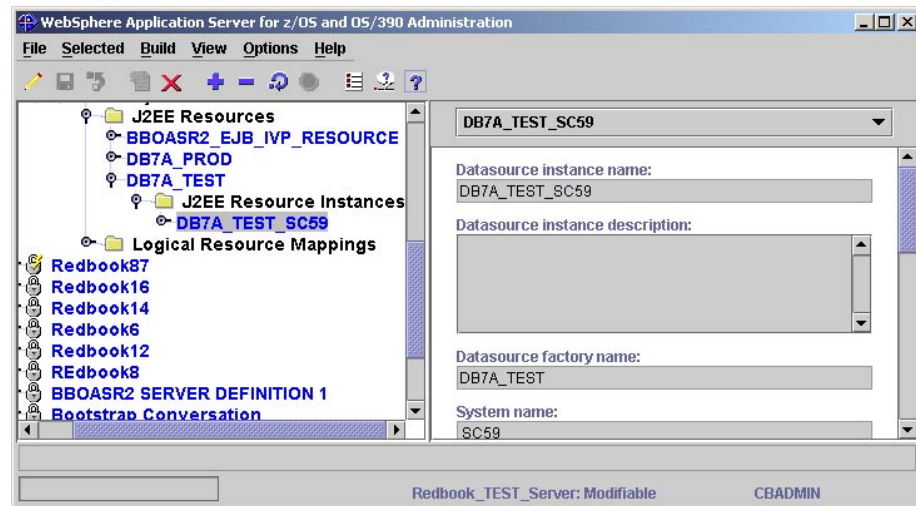 WebSphere Application Server for z/OS and OS/390 Administration
File Selected Build View Options Help
J2EE Resources
BBOASR2_EJB_IVP_RESOURCE
DB7A_PROD
DB7A_TEST
J2EE Resource Instances
DB7A_TEST_SC59
Logical Resource Mappings
Redbook87
Redbook16
Redbook14
Redbook6
Redbook12
REdbook8
BBOASR2 SERVER DEFINITION 1
Bootstrap Conversation
DB7A_TEST_SC59
Datasource instance name:
DB7A_TEST_SC59
Datasource instance description:
Datasource factory name:
DB7A_TEST
System name:
SC59
Redbook_TEST_Server: Modifiable CBADMIN